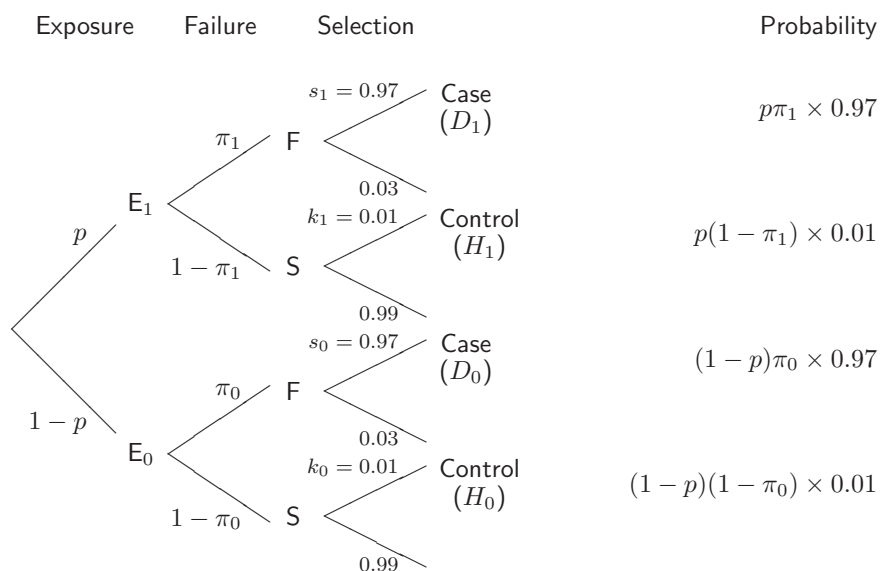 Exposure Failure Selection Probability
s₁ = 0.97 Case
(D₁) pπ₁ × 0.97
π₁ F
0.03
E₁ k₁ = 0.01 Control
(H₁) p(1 − π₁) × 0.01
p
1 − π₁ S
0.99
s₀ = 0.97 Case
(D₀) (1 − p)π₀ × 0.97
π₀ F
1 − p 0.03
E₀ k₀ = 0.01 Control
(H₀) (1 − p)(1 − π₀) × 0.01
1 − π₀ S
0.99